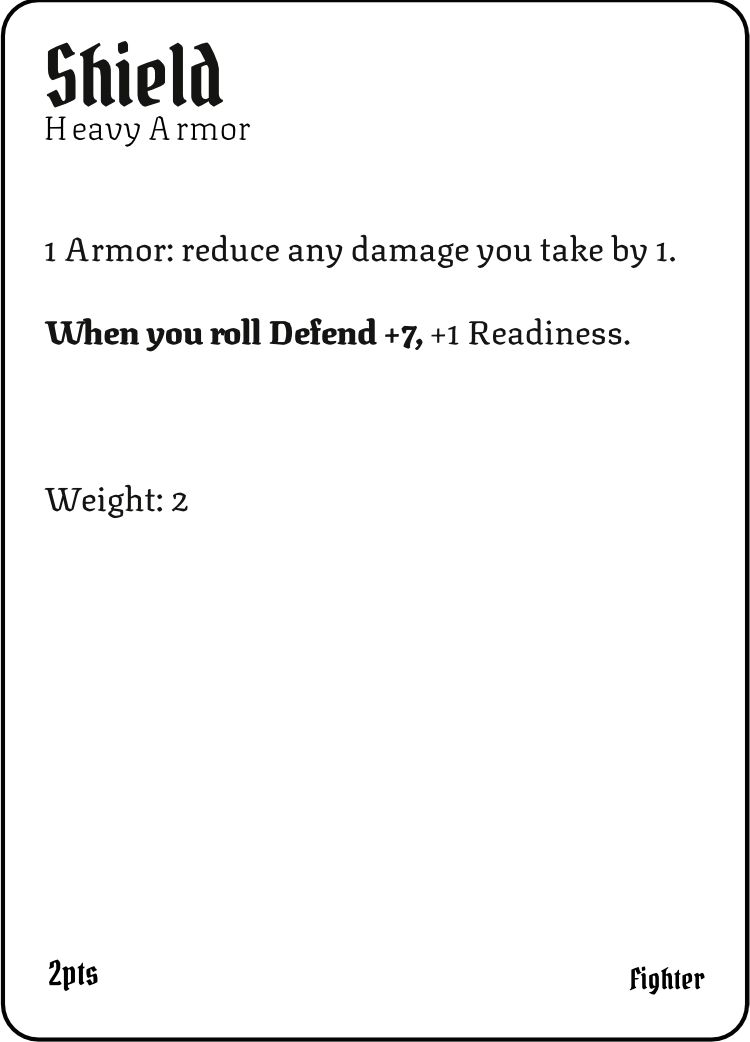 Shield
Heavy Armor
1 Armor: reduce any damage you take by 1.
When you roll Defend +7, +1 Readiness.
Weight: 2
2pts
Fighter